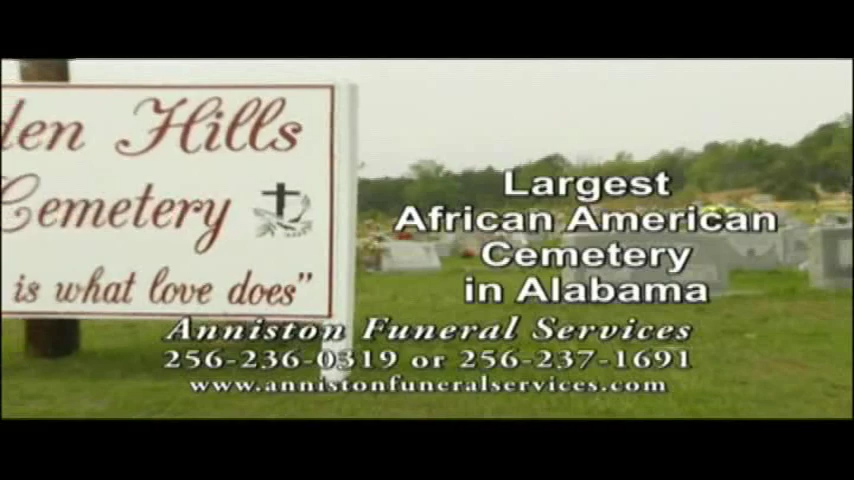 den Hills
Cemetery
is what love does"
Largest
African American
Cemetery
in Alabama
Anniston Funeral Services
256-236-0319 or 256-237-1691
www.annistonfuneralservices.com